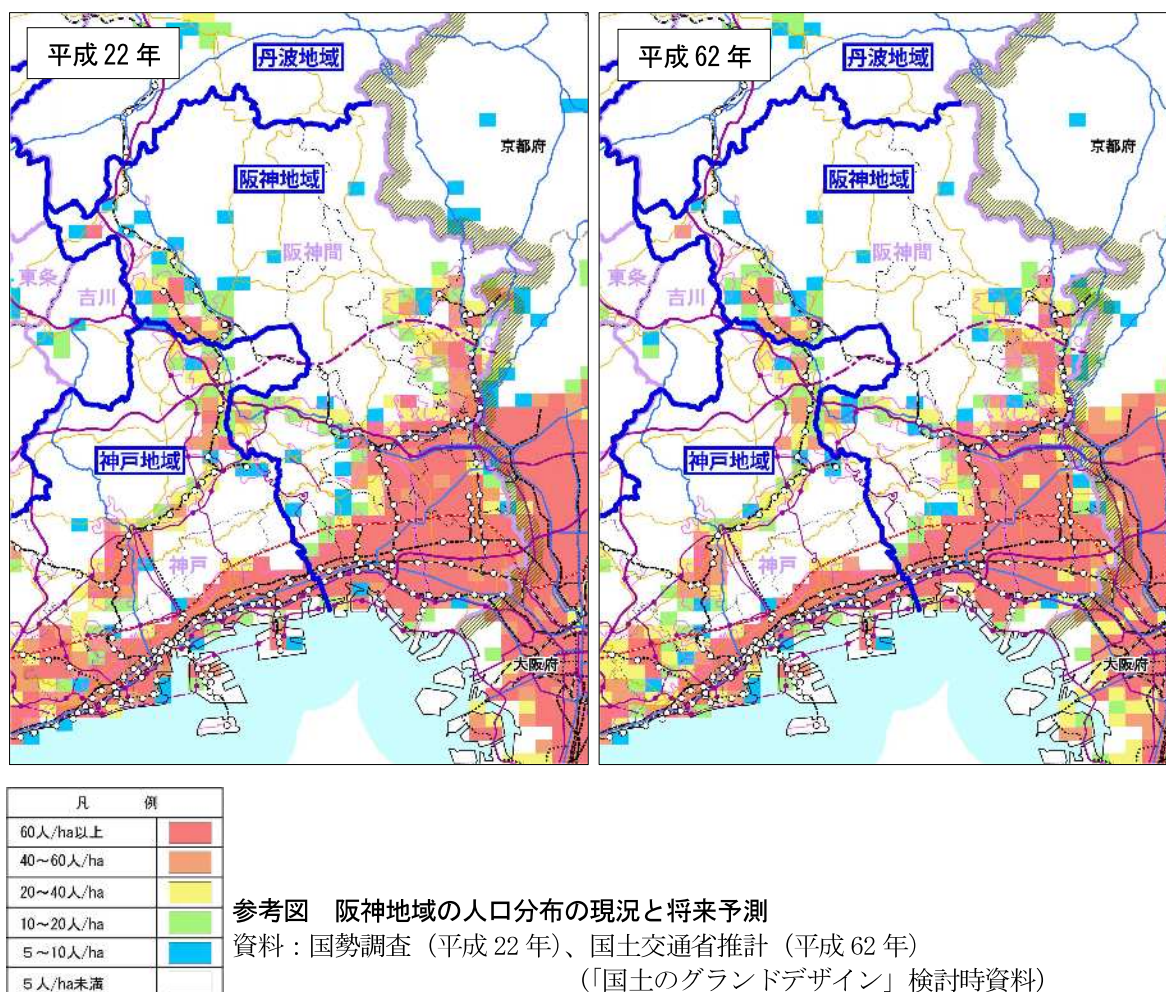 平成 22 年
丹波地域
京都府
阪神地域
阪神間
東条
吉川
神戸地域
神戸
大阪府
平成 62 年
丹波地域
京都府
阪神地域
阪神間
東条
吉川
神戸地域
神戸
大阪府
凡 例
60人/ha以上
40～60人/ha
20～40人/ha
10～20人/ha
5～10人/ha
5人/ha未満
参考図 阪神地域の人口分布の現況と将来予測
資料：国勢調査（平成 22 年）、国土交通省推計（平成 62 年）
（「国土のグランドデザイン」検討時資料）